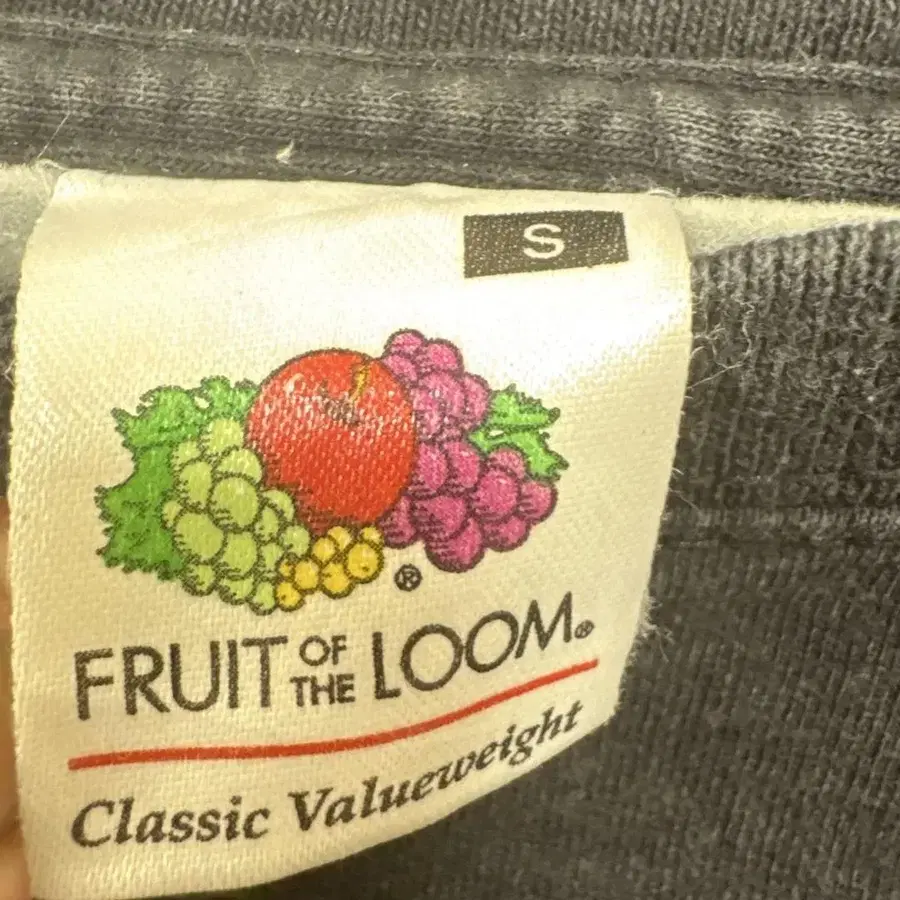 S
®
FRUIT OF THE LOOM®
Classic Valueweight